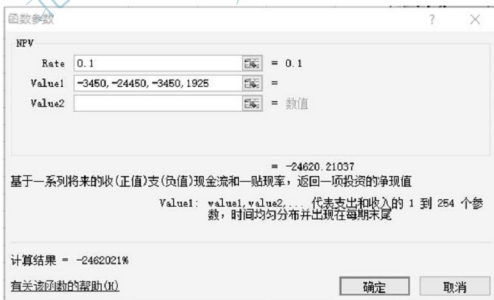 函数参数 ? ×
NPV
Rate 0.1 = 0.1
Value1 -3450,-24450,-3450,1925 =
Value2 = 数值
= -24620.21037
基于一系列将来的收(正值)支(负值)现金流和一贴现率，返回一项投资的净现值
Value1: value1,value2,... 代表支出和收入的 1 到 254 个参
数，时间均匀分布并出现在每期末尾
计算结果 = -2462021%
有关该函数的帮助(H) 确定 取消